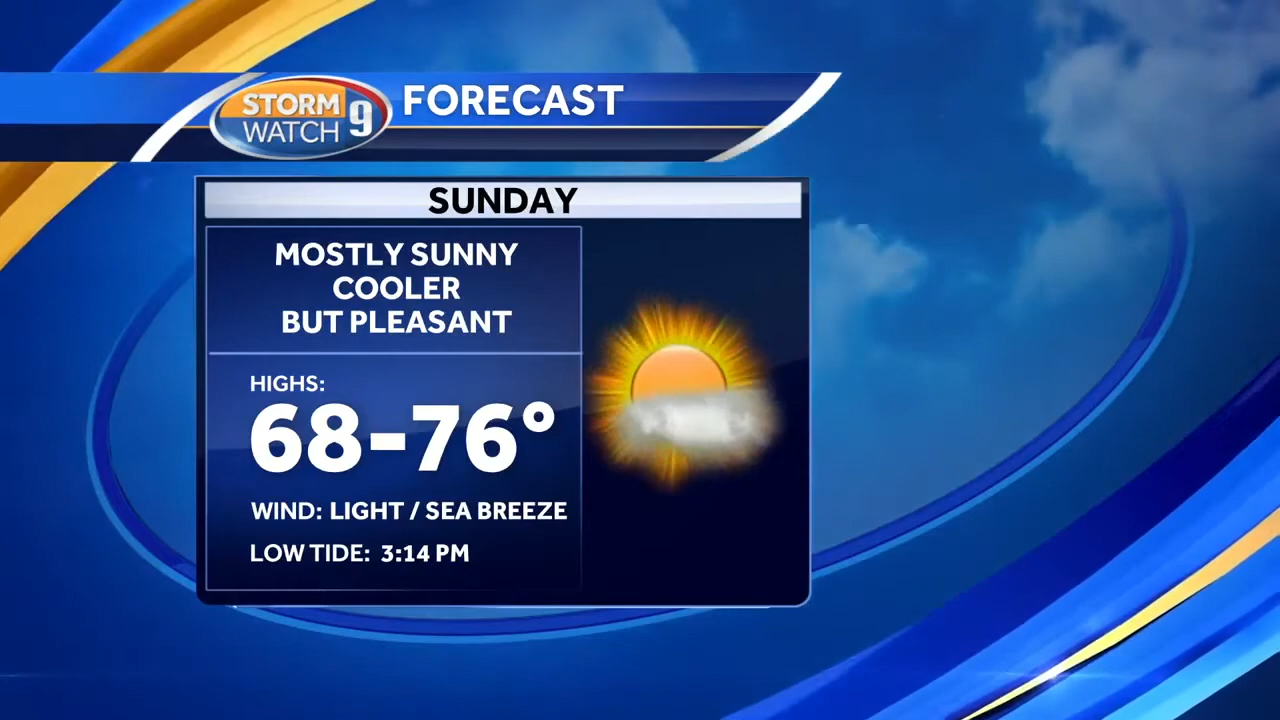 STORM
WATCH 9
FORECAST
SUNDAY
MOSTLY SUNNY
COOLER
BUT PLEASANT
HIGHS:
68-76°
WIND: LIGHT / SEA BREEZE
LOW TIDE: 3:14 PM